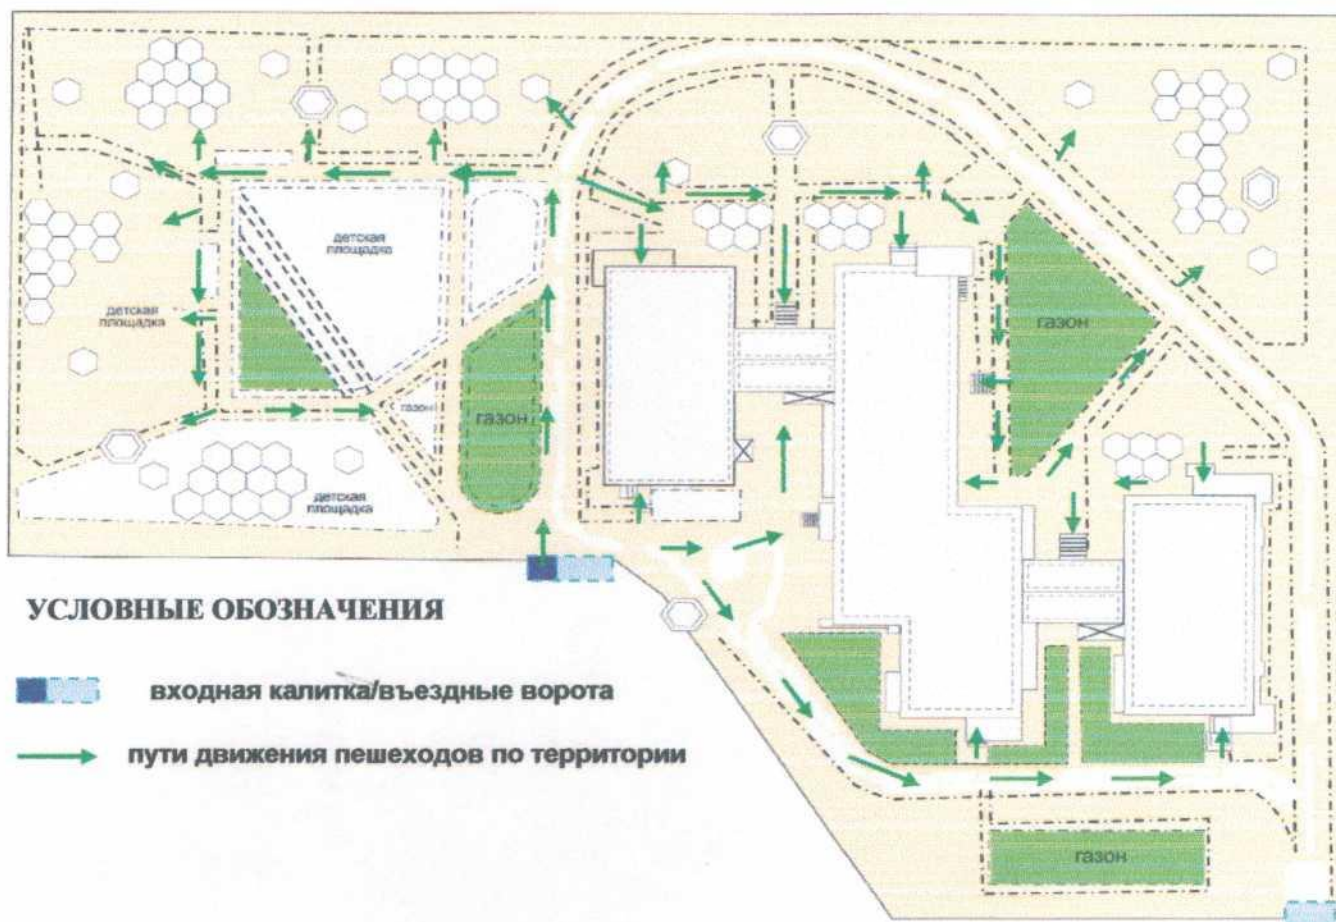 детская
площадка
детская
площадка
газон
газон
газон
детская
площадка
УСЛОВНЫЕ ОБОЗНАЧЕНИЯ
входная калитка/въездные ворота
пути движения пешеходов по территории
газон